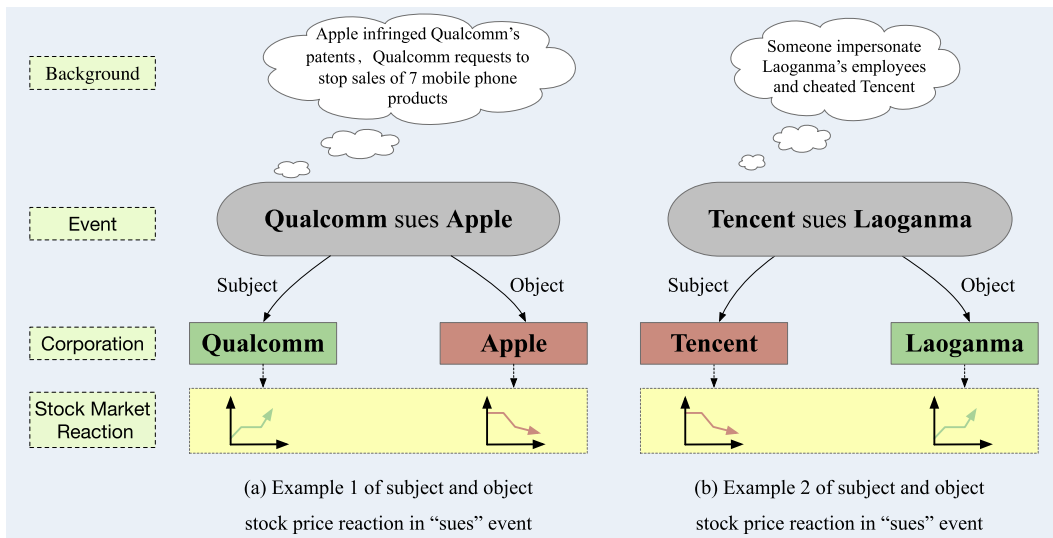 Background
Apple infringed Qualcomm's
patents，Qualcomm requests to
stop sales of 7 mobile phone
products
Someone impersonate
Laoganma's employees
and cheated Tencent
Event
Qualcomm sues Apple
Tencent sues Laoganma
Subject
Object
Subject
Object
Corporation
Qualcomm
Apple
Tencent
Laoganma
Stock Market
Reaction
(a) Example 1 of subject and object
stock price reaction in “sues” event
(b) Example 2 of subject and object
stock price reaction in “sues” event